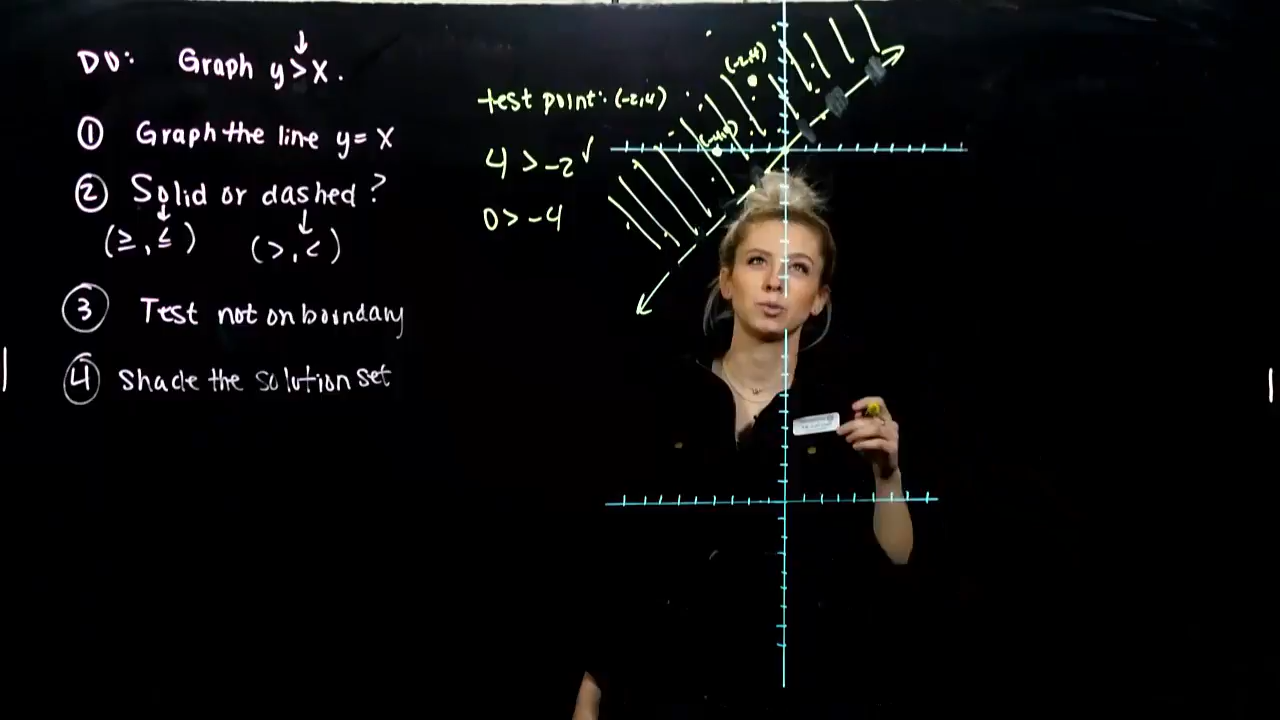 DO: Graph y > x.
① Graph the line y = x
② Solid or dashed?
(≥, ≤) (>, <)
③ Test not on boundary
④ Shade the solution set
test point: (-2,4)
4 > -2 ✓
0 > -4
(-2,4)